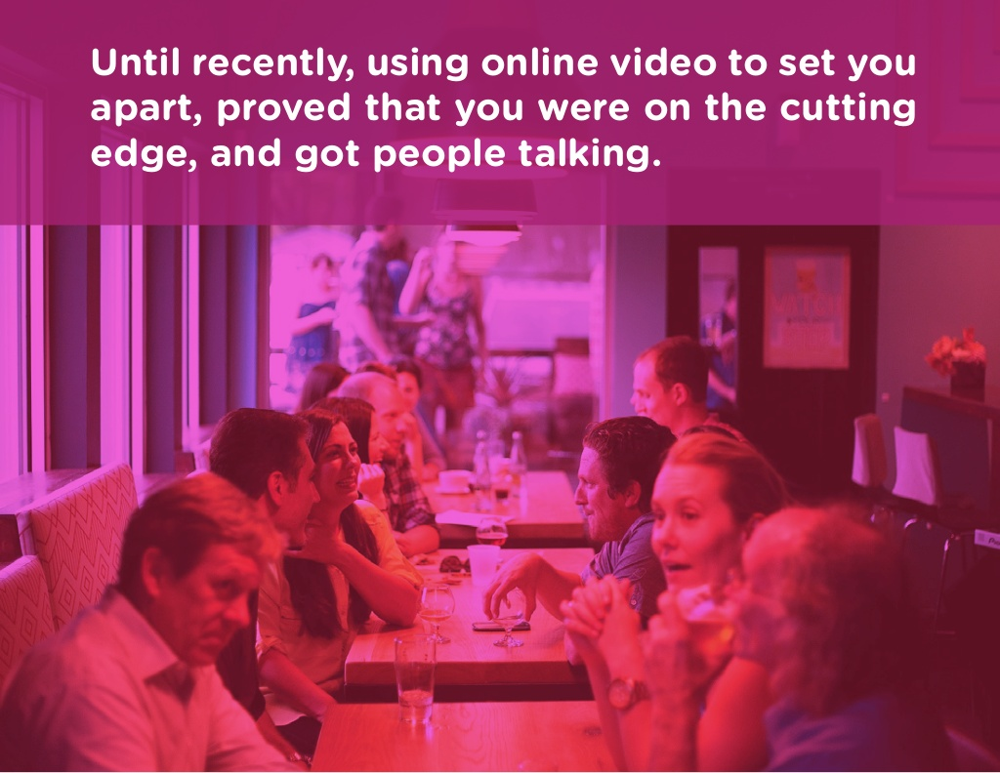 Until recently, using online video to set you
apart, proved that you were on the cutting
edge, and got people talking.